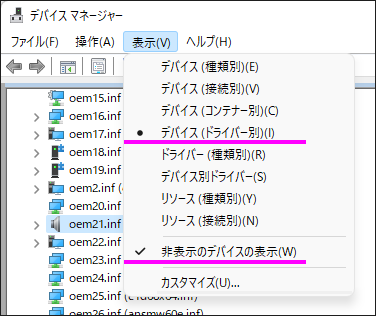 デバイス マネージャー
ファイル(F) 操作(A) 表示(V) ヘルプ(H)
デバイス (種類別)(E)
デバイス (接続別)(V)
デバイス (コンテナー別)(C)
デバイス (ドライバー別)(I)
ドライバー (種類別)(R)
デバイス別ドライバー(S)
リソース (種類別)(Y)
リソース (接続別)(N)
非表示のデバイスの表示(W)
カスタマイズ(U)...
oem15.inf
oem16.inf
oem17.inf
oem18.inf
oem19.inf
oem2.inf
oem20.inf
oem21.inf
oem22.inf
oem23.inf
oem24.inf
oem25.inf
oem26.inf